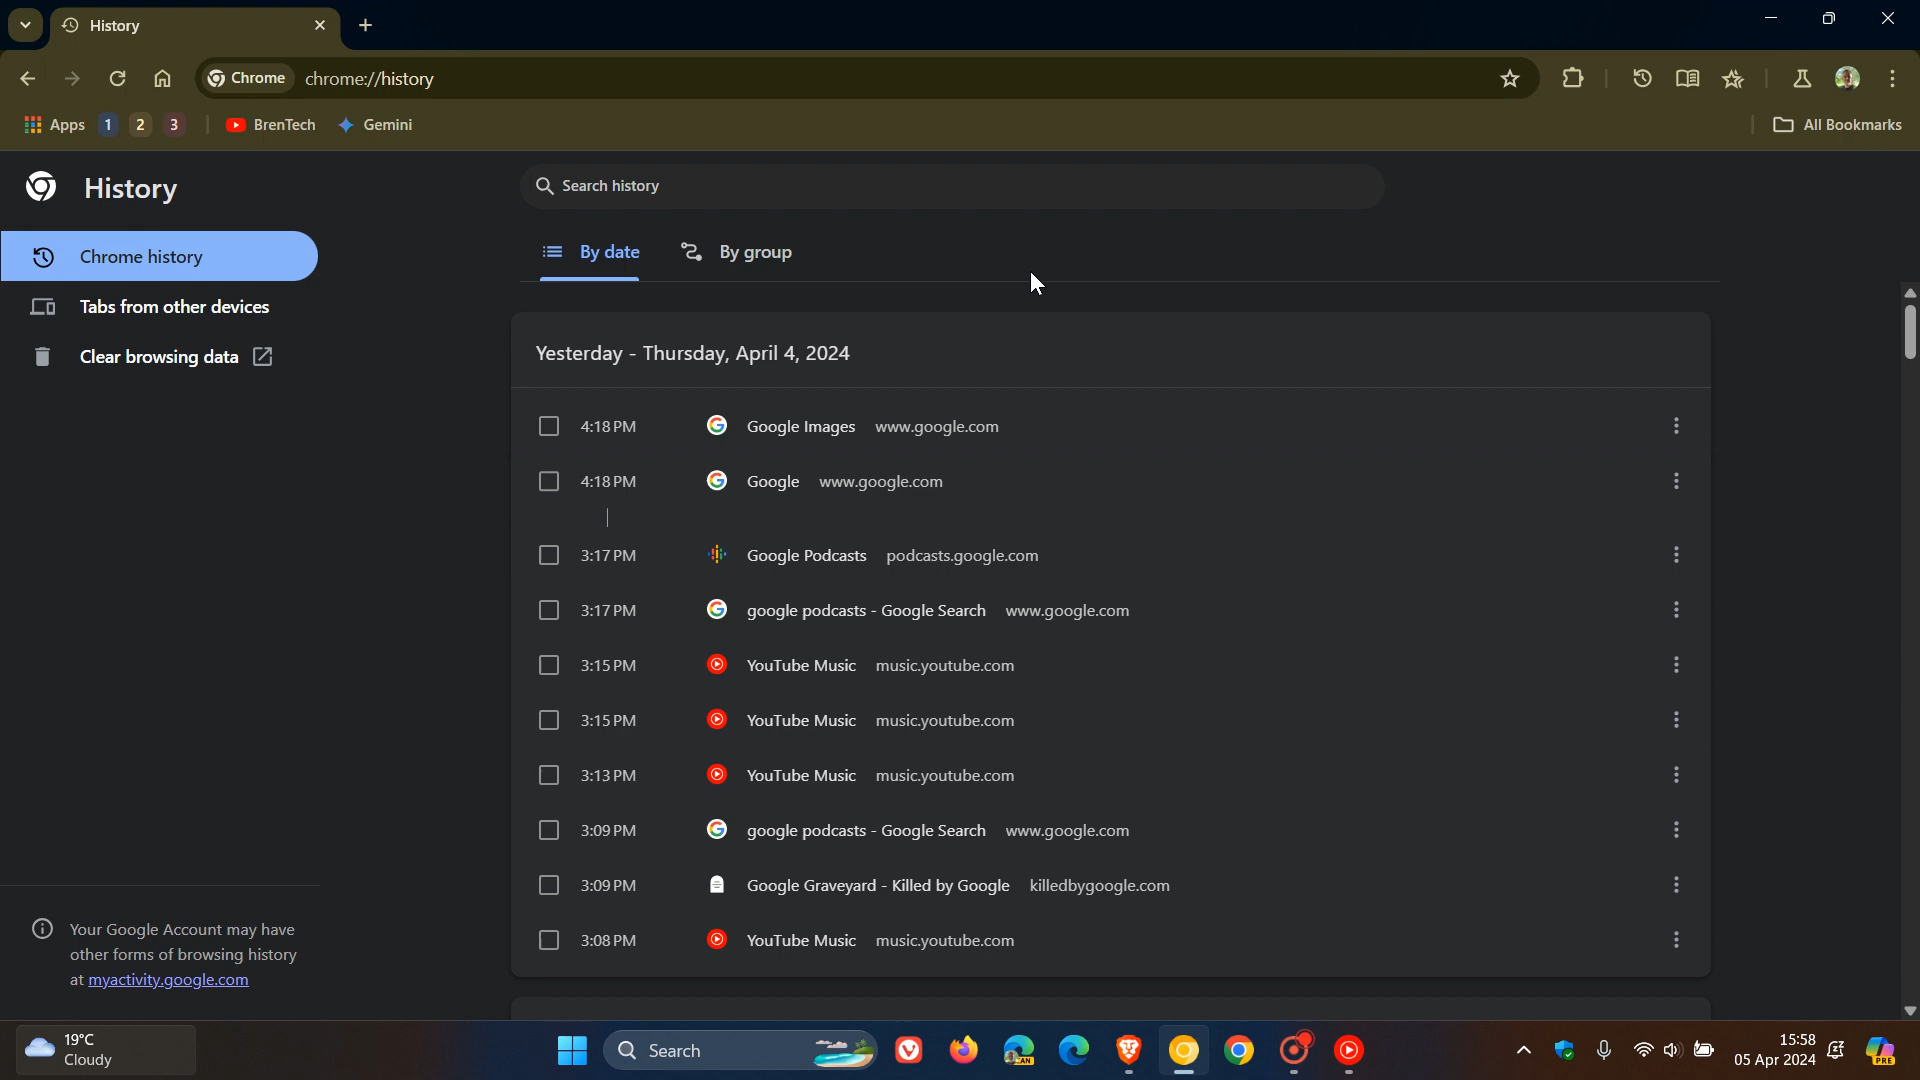 History
Chrome chrome://history
Apps 1 2 3 BrenTech Gemini All Bookmarks
History
Search history
By date By group
Chrome history
Tabs from other devices
Clear browsing data
Yesterday - Thursday, April 4, 2024
4:18 PM Google Images www.google.com
4:18 PM Google www.google.com
3:17 PM Google Podcasts podcasts.google.com
3:17 PM google podcasts - Google Search www.google.com
3:15 PM YouTube Music music.youtube.com
3:15 PM YouTube Music music.youtube.com
3:13 PM YouTube Music music.youtube.com
3:09 PM google podcasts - Google Search www.google.com
3:09 PM Google Graveyard - Killed by Google killedbygoogle.com
3:08 PM YouTube Music music.youtube.com
Your Google Account may have
other forms of browsing history
at myactivity.google.com
19°C
Cloudy
Search
CAN
15:58
05 Apr 2024
PRE